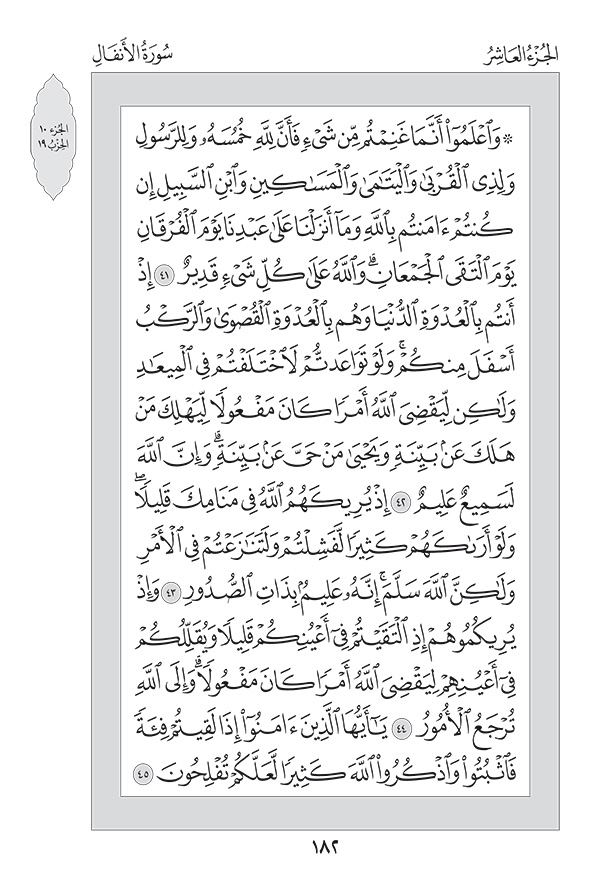 الجُزْءُ العَاشِرُ
سُورَةُ الأَنفَالِ
الجُزء ١٠
الحِزْبُ ١٩
۞ وَٱعۡلَمُوٓاْ أَنَّمَا غَنِمۡتُم مِّن شَيۡءٖ فَأَنَّ لِلَّهِ خُمُسَهُۥ وَلِلرَّسُولِ
وَلِذِي ٱلۡقُرۡبَىٰ وَٱلۡيَتَٰمَىٰ وَٱلۡمَسَٰكِينِ وَٱبۡنِ ٱلسَّبِيلِ إِن
كُنتُمۡ ءَامَنتُم بِٱللَّهِ وَمَآ أَنزَلۡنَا عَلَىٰ عَبۡدِنَا يَوۡمَ ٱلۡفُرۡقَانِ
يَوۡمَ ٱلۡتَقَى ٱلۡجَمۡعَانِۗ وَٱللَّهُ عَلَىٰ كُلِّ شَيۡءٖ قَدِيرٌ ٤١ إِذۡ
أَنتُم بِٱلۡعُدۡوَةِ ٱلدُّنۡيَا وَهُم بِٱلۡعُدۡوَةِ ٱلۡقُصۡوَىٰ وَٱلرَّكۡبُ
أَسۡفَلَ مِنكُمۡۚ وَلَوۡ تَوَاعَدتُّمۡ لَٱخۡتَلَفۡتُمۡ فِي ٱلۡمِيعَٰدِ
وَلَٰكِن لِّيَقۡضِيَ ٱللَّهُ أَمۡرٗا كَانَ مَفۡعُولٗا لِّيَهۡلِكَ مَنۡ
هَلَكَ عَنۢ بَيِّنَةٖ وَيَحۡيَىٰ مَنۡ حَيَّ عَنۢ بَيِّنَةٖۗ وَإِنَّ ٱللَّهَ
لَسَمِيعٌ عَلِيمٌ ٤٢ إِذۡ يُرِيكَهُمُ ٱللَّهُ فِي مَنَامِكَ قَلِيلٗاۖ
وَلَوۡ أَرَىٰكَهُمۡ كَثِيرٗا لَّفَشِلۡتُمۡ وَلَتَنَٰزَعۡتُمۡ فِي ٱلۡأَمۡرِ
وَلَٰكِنَّ ٱللَّهَ سَلَّمَۚ إِنَّهُۥ عَلِيمُۢ بِذَاتِ ٱلصُّدُورِ ٤٣ وَإِذۡ
يُرِيكُمُوهُمۡ إِذِ ٱلۡتَقَيۡتُمۡ فِيٓ أَعۡيُنِكُمۡ قَلِيلٗا وَيُقَلِّلُكُمۡ
فِيٓ أَعۡيُنِهِمۡ لِيَقۡضِيَ ٱللَّهُ أَمۡرٗا كَانَ مَفۡعُولٗاۗ وَإِلَى ٱللَّهِ
تُرۡجَعُ ٱلۡأُمُورُ ٤٤ يَٰٓأَيُّهَا ٱلَّذِينَ ءَامَنُوٓاْ إِذَا لَقِيتُمۡ فِئَةٗ
فَٱثۡبُتُواْ وَٱذۡكُرُواْ ٱللَّهَ كَثِيرٗا لَّعَلَّكُمۡ تُفۡلِحُونَ ٤٥
١٨٢